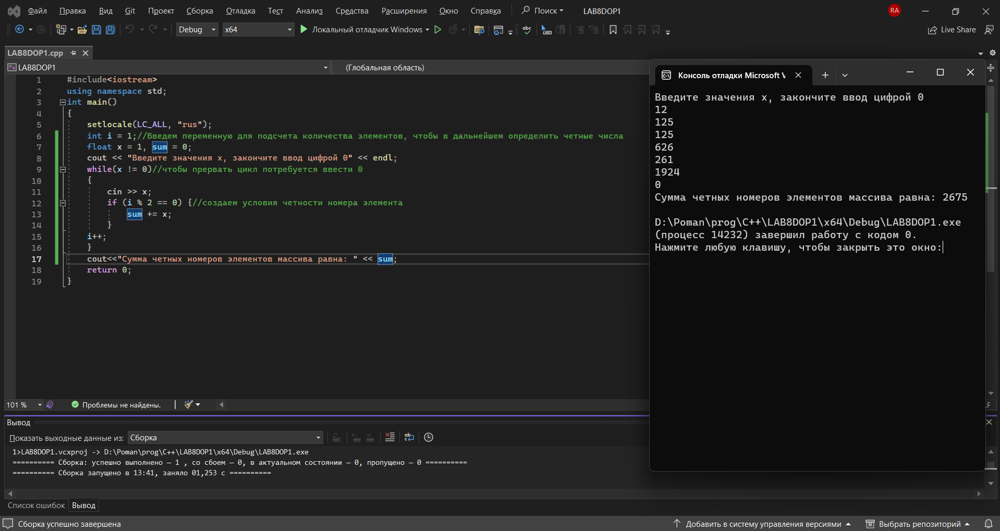 Файл Правка Вид Git Проект Сборка Отладка Тест Анализ Средства Расширения Окно Справка Поиск LAB8DOP1 RA
Debug x64 Локальный отладчик Windows Live Share
LAB8DOP1.cpp
LAB8DOP1 (Глобальная область)
1 #include<iostream>
2 using namespace std;
3 int main()
4 {
5 setlocale(LC_ALL, "rus");
6 int i = 1;//Введем переменную для подсчета количества элементов, чтобы в дальнейшем определить четные числа
7 float x = 1, sum = 0;
8 cout << "Введите значения x, закончите ввод цифрой 0" << endl;
9 while(x != 0)//чтобы прервать цикл потребуется ввести 0
10 {
11 cin >> x;
12 if (i % 2 == 0) {//создаем условия четности номера элемента
13 sum += x;
14 }
15 i++;
16 }
17 cout<<"Сумма четных номеров элементов массива равна: " << sum;
18 return 0;
19 }
Консоль отладки Microsoft V
Введите значения x, закончите ввод цифрой 0
12
125
125
626
261
1924
0
Сумма четных номеров элементов массива равна: 2675
D:\Poman\prog\C++\LAB8DOP1\x64\Debug\LAB8DOP1.exe
(процесс 14232) завершил работу с кодом 0.
Нажмите любую клавишу, чтобы закрыть это окно:
101 % Проблемы не найдены. LF
Вывод
Показать выходные данные из: Сборка
1>LAB8DOP1.vcxproj -> D:\Poman\prog\C++\LAB8DOP1\x64\Debug\LAB8DOP1.exe
========== Сборка: успешно выполнено — 1 , со сбоем — 0, в актуальном состоянии — 0, пропущено — 0 ==========
========== Сборка запущено в 13:41, заняло 01,253 с ==========
Список ошибок Вывод
Сборка успешно завершена Добавить в систему управления версиями Выбрать репозиторий